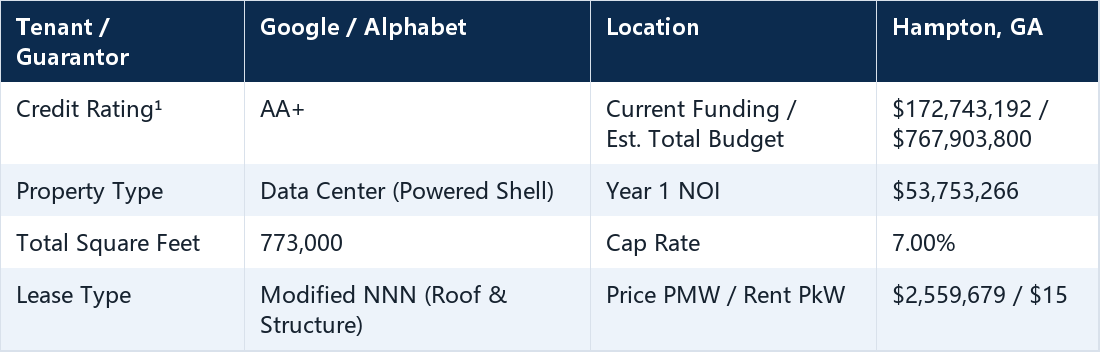 Tenant /
Guarantor
Google / Alphabet
Location
Hampton, GA
Credit Rating¹
AA+
Current Funding /
Est. Total Budget
$172,743,192 /
$767,903,800
Property Type
Data Center (Powered Shell)
Year 1 NOI
$53,753,266
Total Square Feet
773,000
Cap Rate
7.00%
Lease Type
Modified NNN (Roof &
Structure)
Price PMW / Rent PkW
$2,559,679 / $15